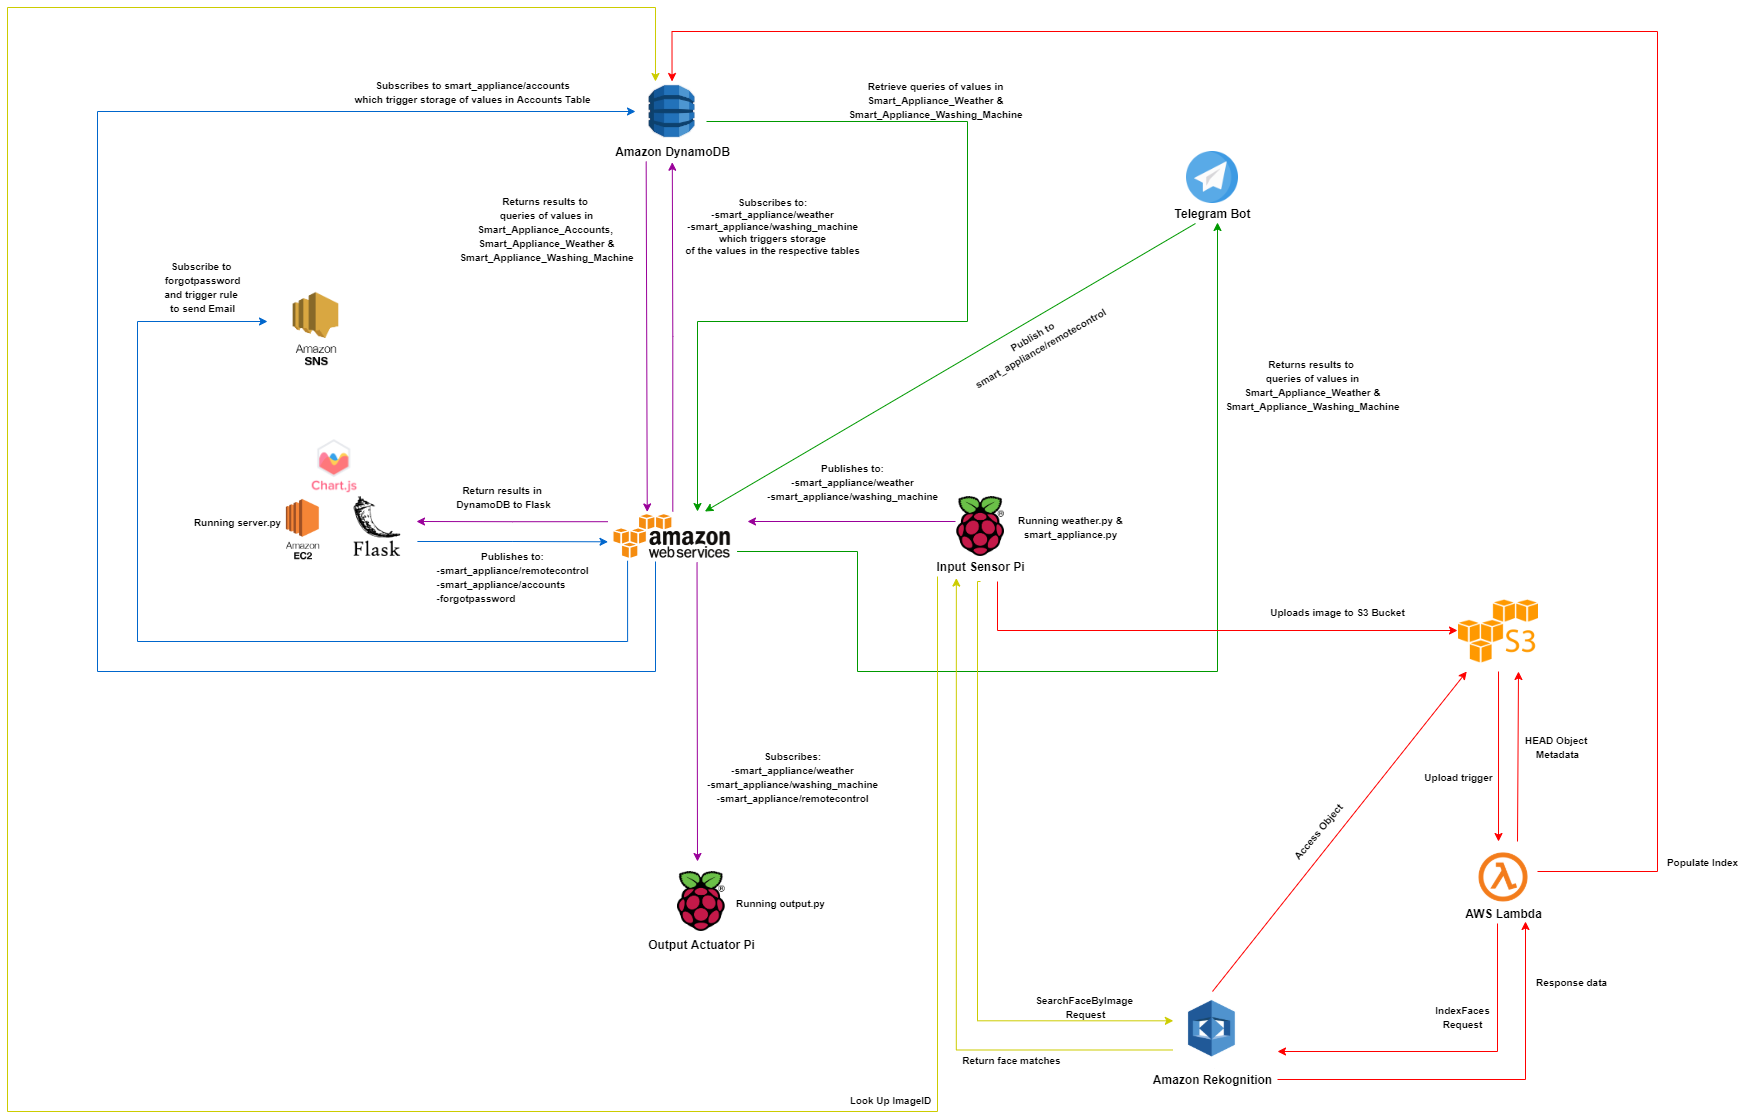 Subscribes to smart_appliance/accounts
which trigger storage of values in Accounts Table
Retrieve queries of values in
Smart_Appliance_Weather &
Smart_Appliance_Washing_Machine
Amazon DynamoDB
Returns results to
queries of values in
Smart_Appliance_Accounts,
Smart_Appliance_Weather &
Smart_Appliance_Washing_Machine
Subscribes to:
-smart_appliance/weather
-smart_appliance/washing_machine
which triggers storage
of the values in the respective tables
Telegram Bot
Subscribe to
forgotpassword
and trigger rule
to send Email
Amazon
SNS
Publish to
smart_appliance/remotecontrol
Returns results to
queries of values in
Smart_Appliance_Weather &
Smart_Appliance_Washing_Machine
Chart.js
Running server.py
Amazon
EC2
Flask
Return results in
DynamoDB to Flask
Publishes to:
-smart_appliance/remotecontrol
-smart_appliance/accounts
-forgotpassword
amazon
webservices
Publishes to:
-smart_appliance/weather
-smart_appliance/washing_machine
®
Running weather.py &
smart_appliance.py
Input Sensor Pi
Uploads image to S3 Bucket
S3
Subscribes:
-smart_appliance/weather
-smart_appliance/washing_machine
-smart_appliance/remotecontrol
HEAD Object
Metadata
Upload trigger
Access Object
Populate Index
®
Running output.py
Output Actuator Pi
AWS Lambda
Response data
SearchFaceByImage
Request
IndexFaces
Request
Return face matches
Amazon Rekognition
Look Up ImageID